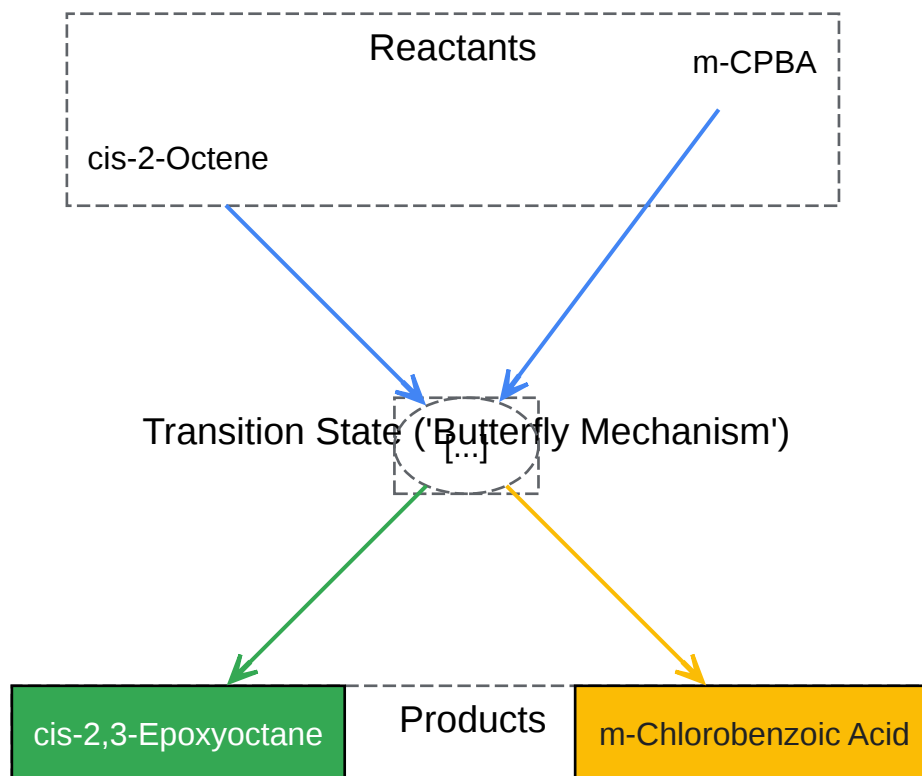 Reactants
m-CPBA
cis-2-Octene
Transition State ('Butterfly Mechanism')
[...]
cis-2,3-Epoxyoctane
Products
m-Chlorobenzoic Acid